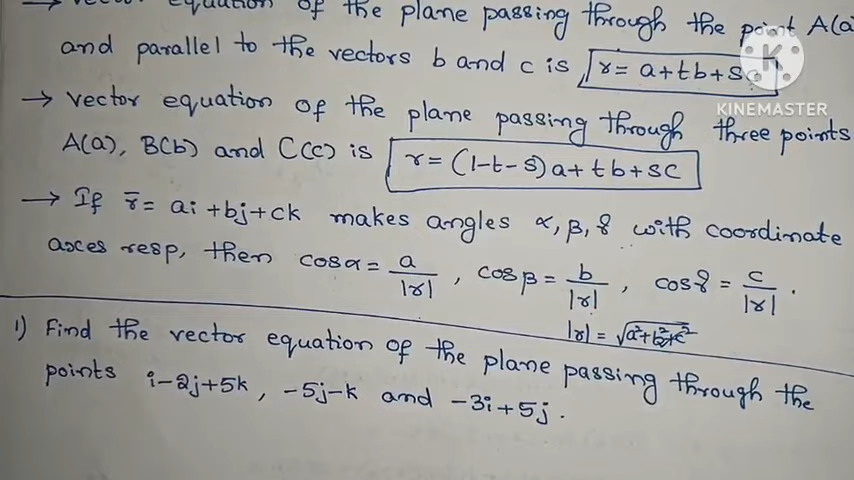 → vector equation of the plane passing through the point A(a)
and parallel to the vectors b and c is r = a+tb+sc
KINEMASTER
→ vector equation of the plane passing through three points
A(a), B(b) and C(c) is r = (1-t-s)a+tb+sc
→ If r̅ = ai+bj+ck makes angles α, β, γ with coordinate
axes resp, then cosα = a/|r|, cosβ = b/|r|, cosγ = c/|r|.
|r| = √a²+b²+c²
1) Find the vector equation of the plane passing through the
points i-2j+5k, -5j-k and -3i+5j.